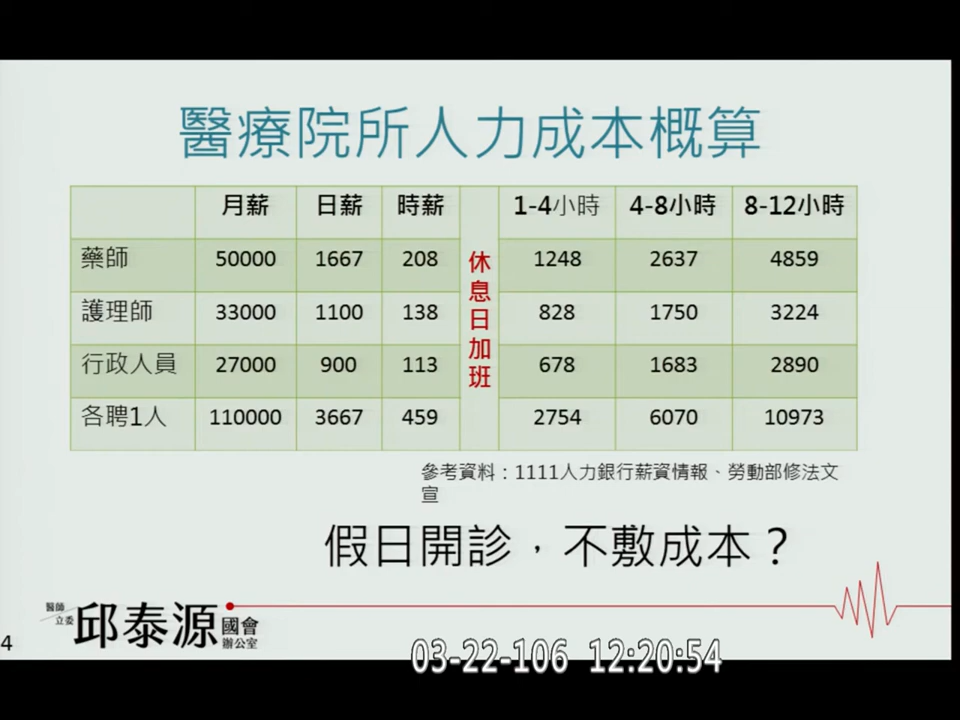 醫療院所人力成本概算
月薪 日薪 時薪 1-4小時 4-8小時 8-12小時
藥師 50000 1667 208 1248 2637 4859
護理師 33000 1100 138 828 1750 3224
行政人員 27000 900 113 678 1683 2890
各聘1人 110000 3667 459 2754 6070 10973
休息日加班
參考資料：1111人力銀行薪資情報、勞動部修法文
宣
假日開診，不敷成本？
醫師
立委
邱泰源
國會
辦公室
4
03-22-106 12:20:54